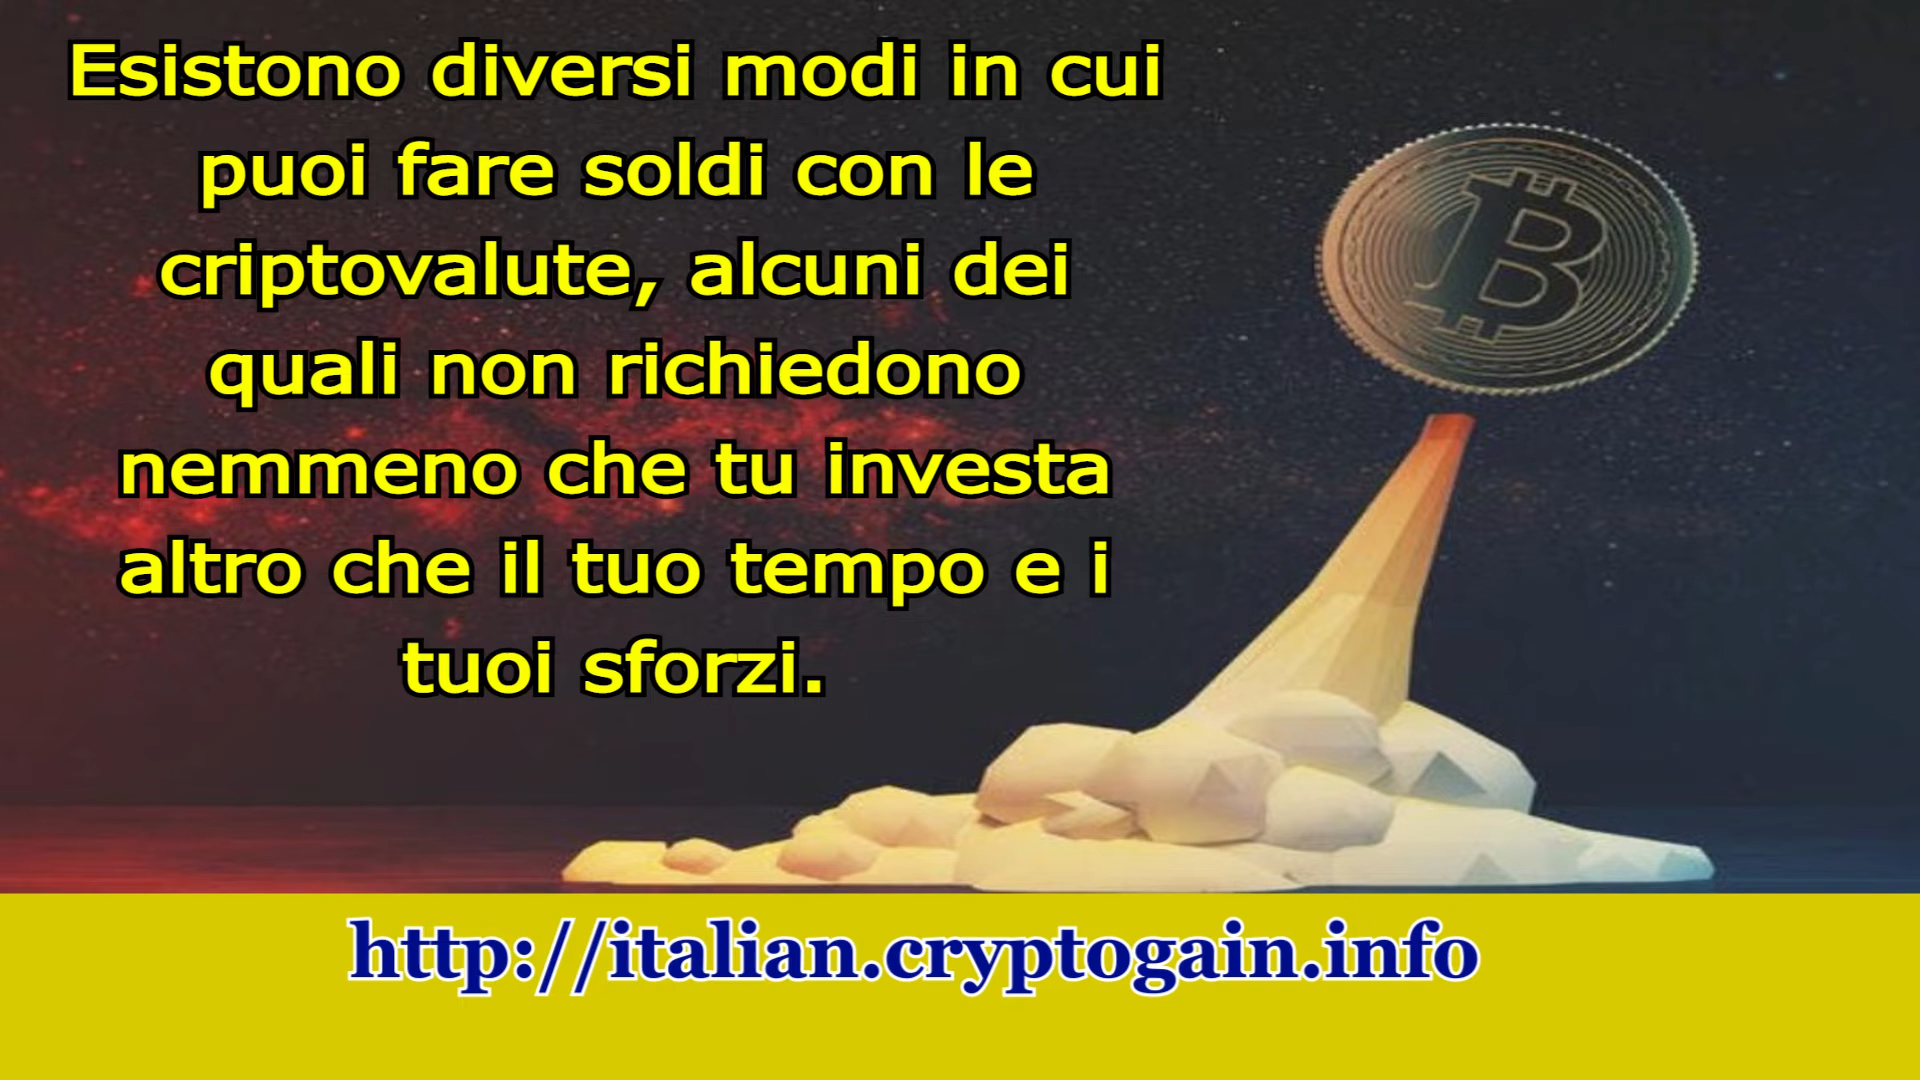 Esistono diversi modi in cui
puoi fare soldi con le
criptovalute, alcuni dei
quali non richiedono
nemmeno che tu investa
altro che il tuo tempo e i
tuoi sforzi.
http://italian.cryptogain.info